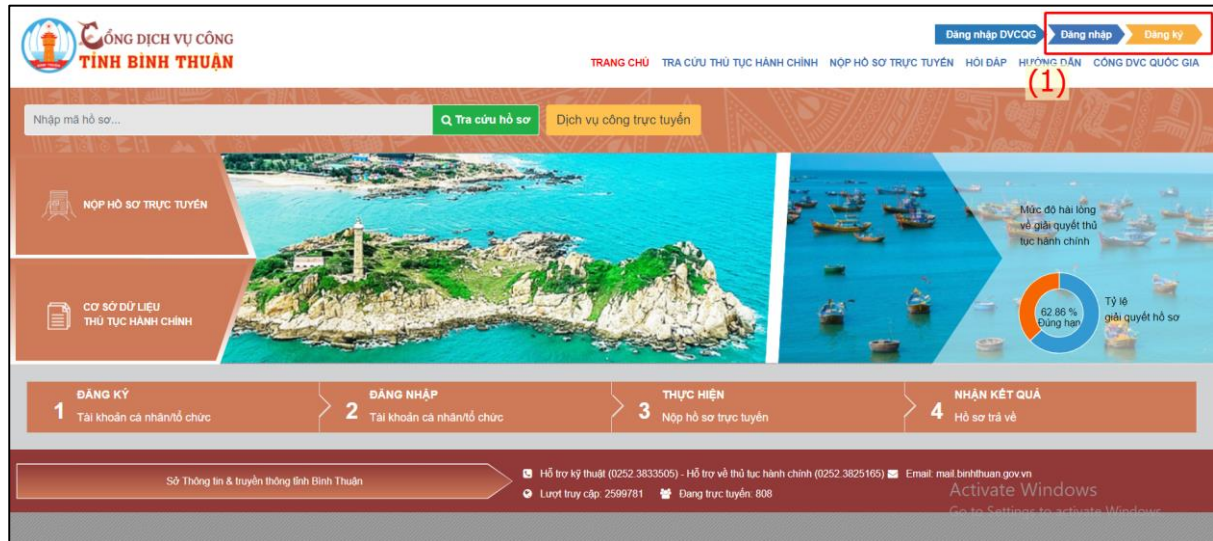 CỔNG DỊCH VỤ CÔNG
TỈNH BÌNH THUẬN
Đăng nhập DVCQG Đăng nhập Đăng ký
TRANG CHỦ TRA CỨU THỦ TỤC HÀNH CHÍNH NỘP HỒ SƠ TRỰC TUYẾN HỎI ĐÁP HƯỚNG DẪN CỔNG DVC QUỐC GIA
(1)
Nhập mã hồ sơ... Tra cứu hồ sơ Dịch vụ công trực tuyến
NỘP HỒ SƠ TRỰC TUYẾN
Mức độ hài lòng
về giải quyết thủ
tục hành chính
CƠ SỞ DỮ LIỆU
THỦ TỤC HÀNH CHÍNH
62.86 %
Đúng hạn
Tỷ lệ
giải quyết hồ sơ
1 ĐĂNG KÝ
Tài khoản cá nhân/tổ chức
2 ĐĂNG NHẬP
Tài khoản cá nhân/tổ chức
3 THỰC HIỆN
Nộp hồ sơ trực tuyến
4 NHẬN KẾT QUẢ
Hồ sơ trả về
Sở Thông tin & truyền thông tỉnh Bình Thuận
Hỗ trợ kỹ thuật (0252.3833505) - Hỗ trợ về thủ tục hành chính (0252.3825165) Email: mail.binhthuan.gov.vn
Lượt truy cập: 2599781 Đang trực tuyến: 808
Activate Windows
Go to Settings to activate Windows.